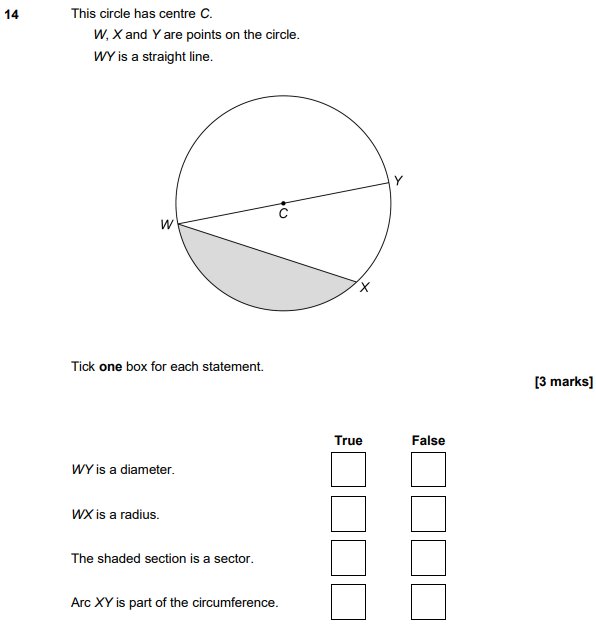 14 This circle has centre C.
W, X and Y are points on the circle.
WY is a straight line.
Y
C
W
X
Tick one box for each statement.
[3 marks]
True False
WY is a diameter.
WX is a radius.
The shaded section is a sector.
Arc XY is part of the circumference.